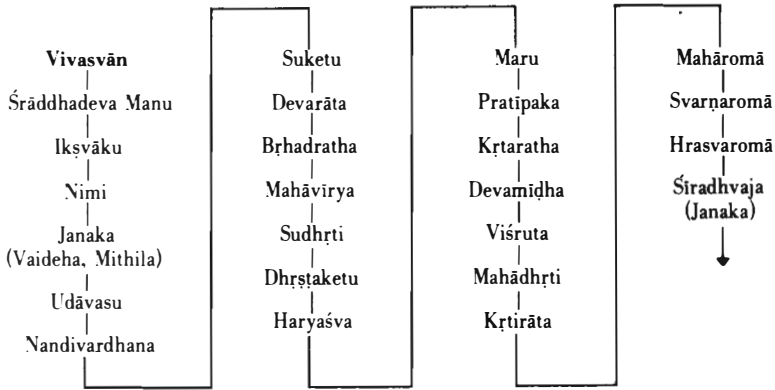 Vivasvān
Śrāddhadeva Manu
Ikṣvāku
Nimi
Janaka
(Vaideha, Mithila)
Udāvasu
Nandivardhana
Suketu
Devarāta
Bṛhadratha
Mahāvīrya
Sudhṛti
Dhṛṣṭaketu
Haryaśva
Maru
Pratīpaka
Kṛtaratha
Devamīḍha
Viśruta
Mahādhṛti
Kṛtirāta
Mahāromā
Svarṇaromā
Hrasvaromā
Śīradhvaja
(Janaka)